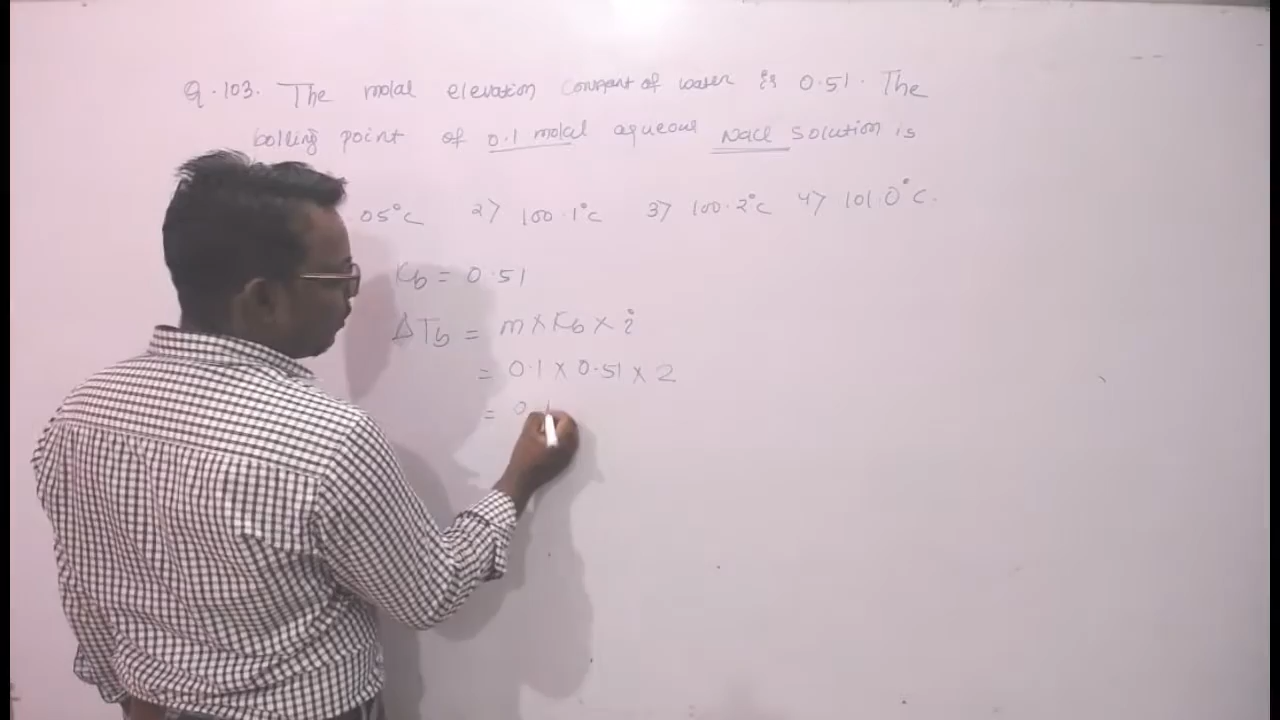 Q.103. The molal elevation constant of water is 0.51. The
boiling point of 0.1 molal aqueous NaCl solution is
.05°C 2> 100.1°C 3> 100.2°C 4> 101.0°C.
Kb = 0.51
ΔTb = m×Kb×i
= 0.1 × 0.51 × 2
= 0.1